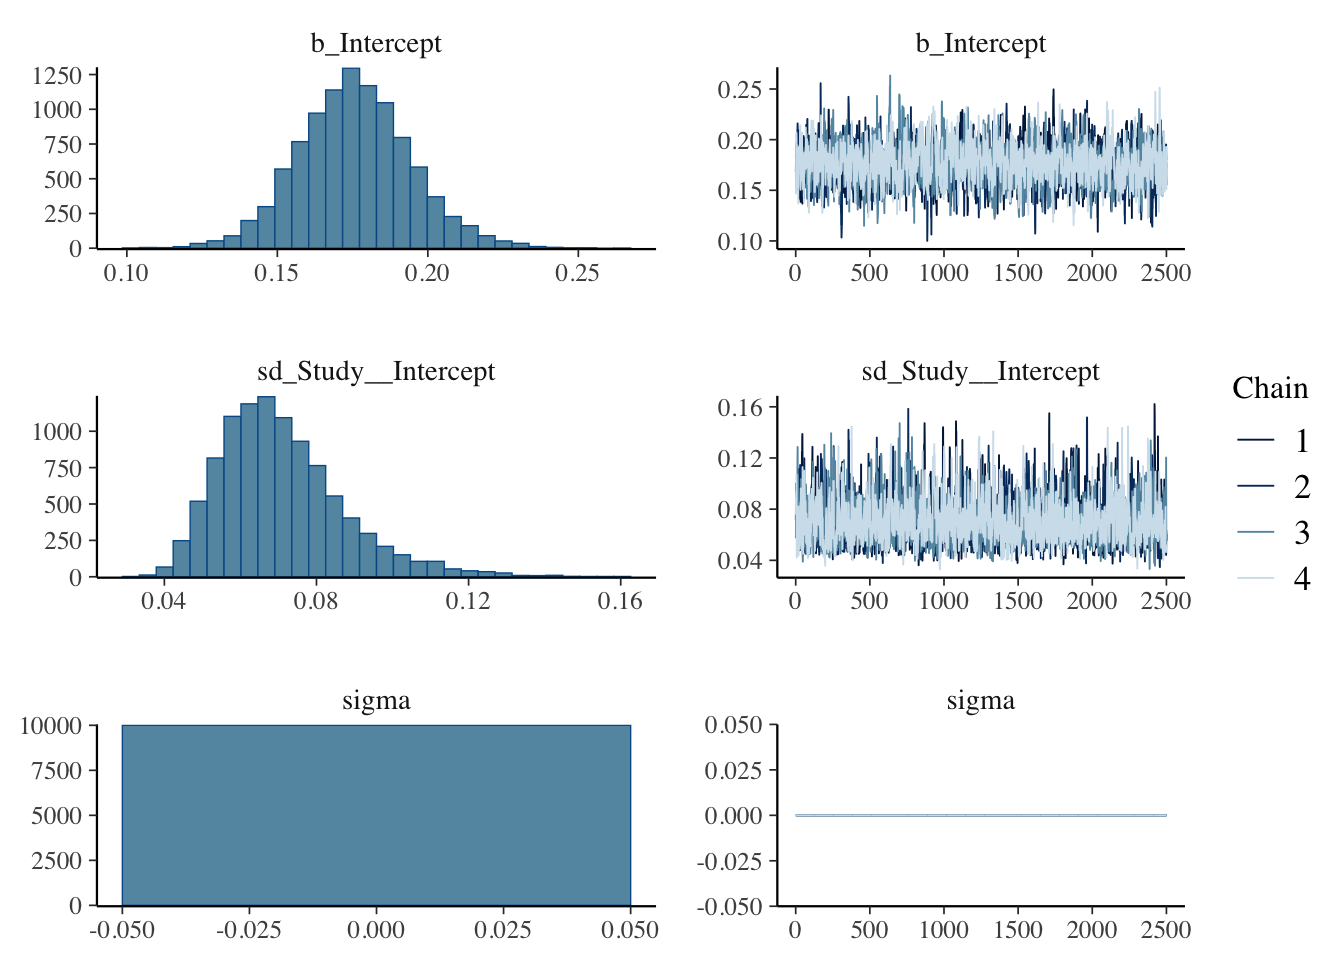 b_Intercept
1250
1000
750
500
250
0
0.10 0.15 0.20 0.25
b_Intercept
0.25
0.20
0.15
0.10
0 500 1000 1500 2000 2500
sd_Study__Intercept
1000
750
500
250
0
0.04 0.08 0.12 0.16
sd_Study__Intercept
0.16
0.12
0.08
0.04
0 500 1000 1500 2000 2500
Chain
1
2
3
4
sigma
10000
7500
5000
2500
0
-0.050 -0.025 0.000 0.025 0.050
sigma
0.050
0.025
0.000
-0.025
-0.050
0 500 1000 1500 2000 2500